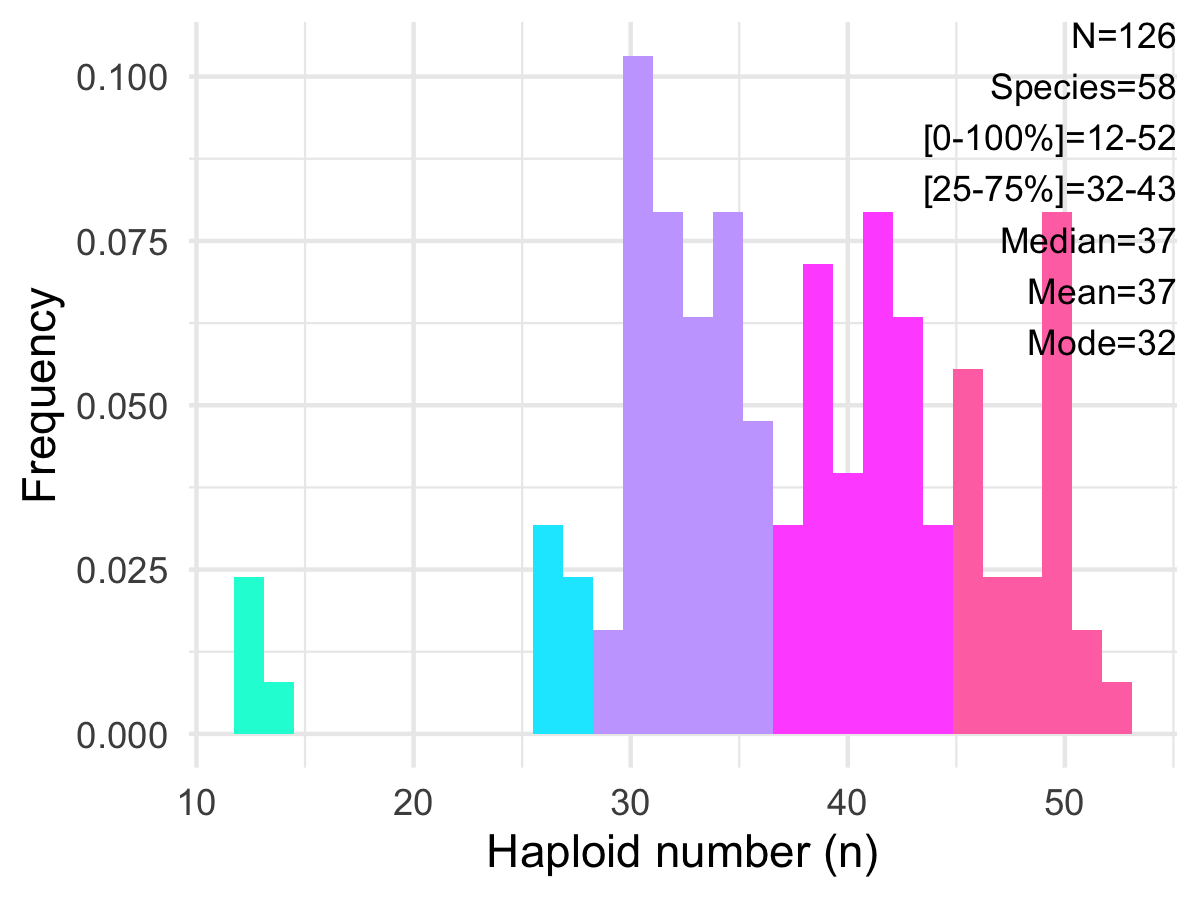 N=126
Species=58
[0-100%]=12-52
[25-75%]=32-43
Median=37
Mean=37
Mode=32
0.100
0.075
0.050
0.025
0.000
Frequency
10 20 30 40 50
Haploid number (n)